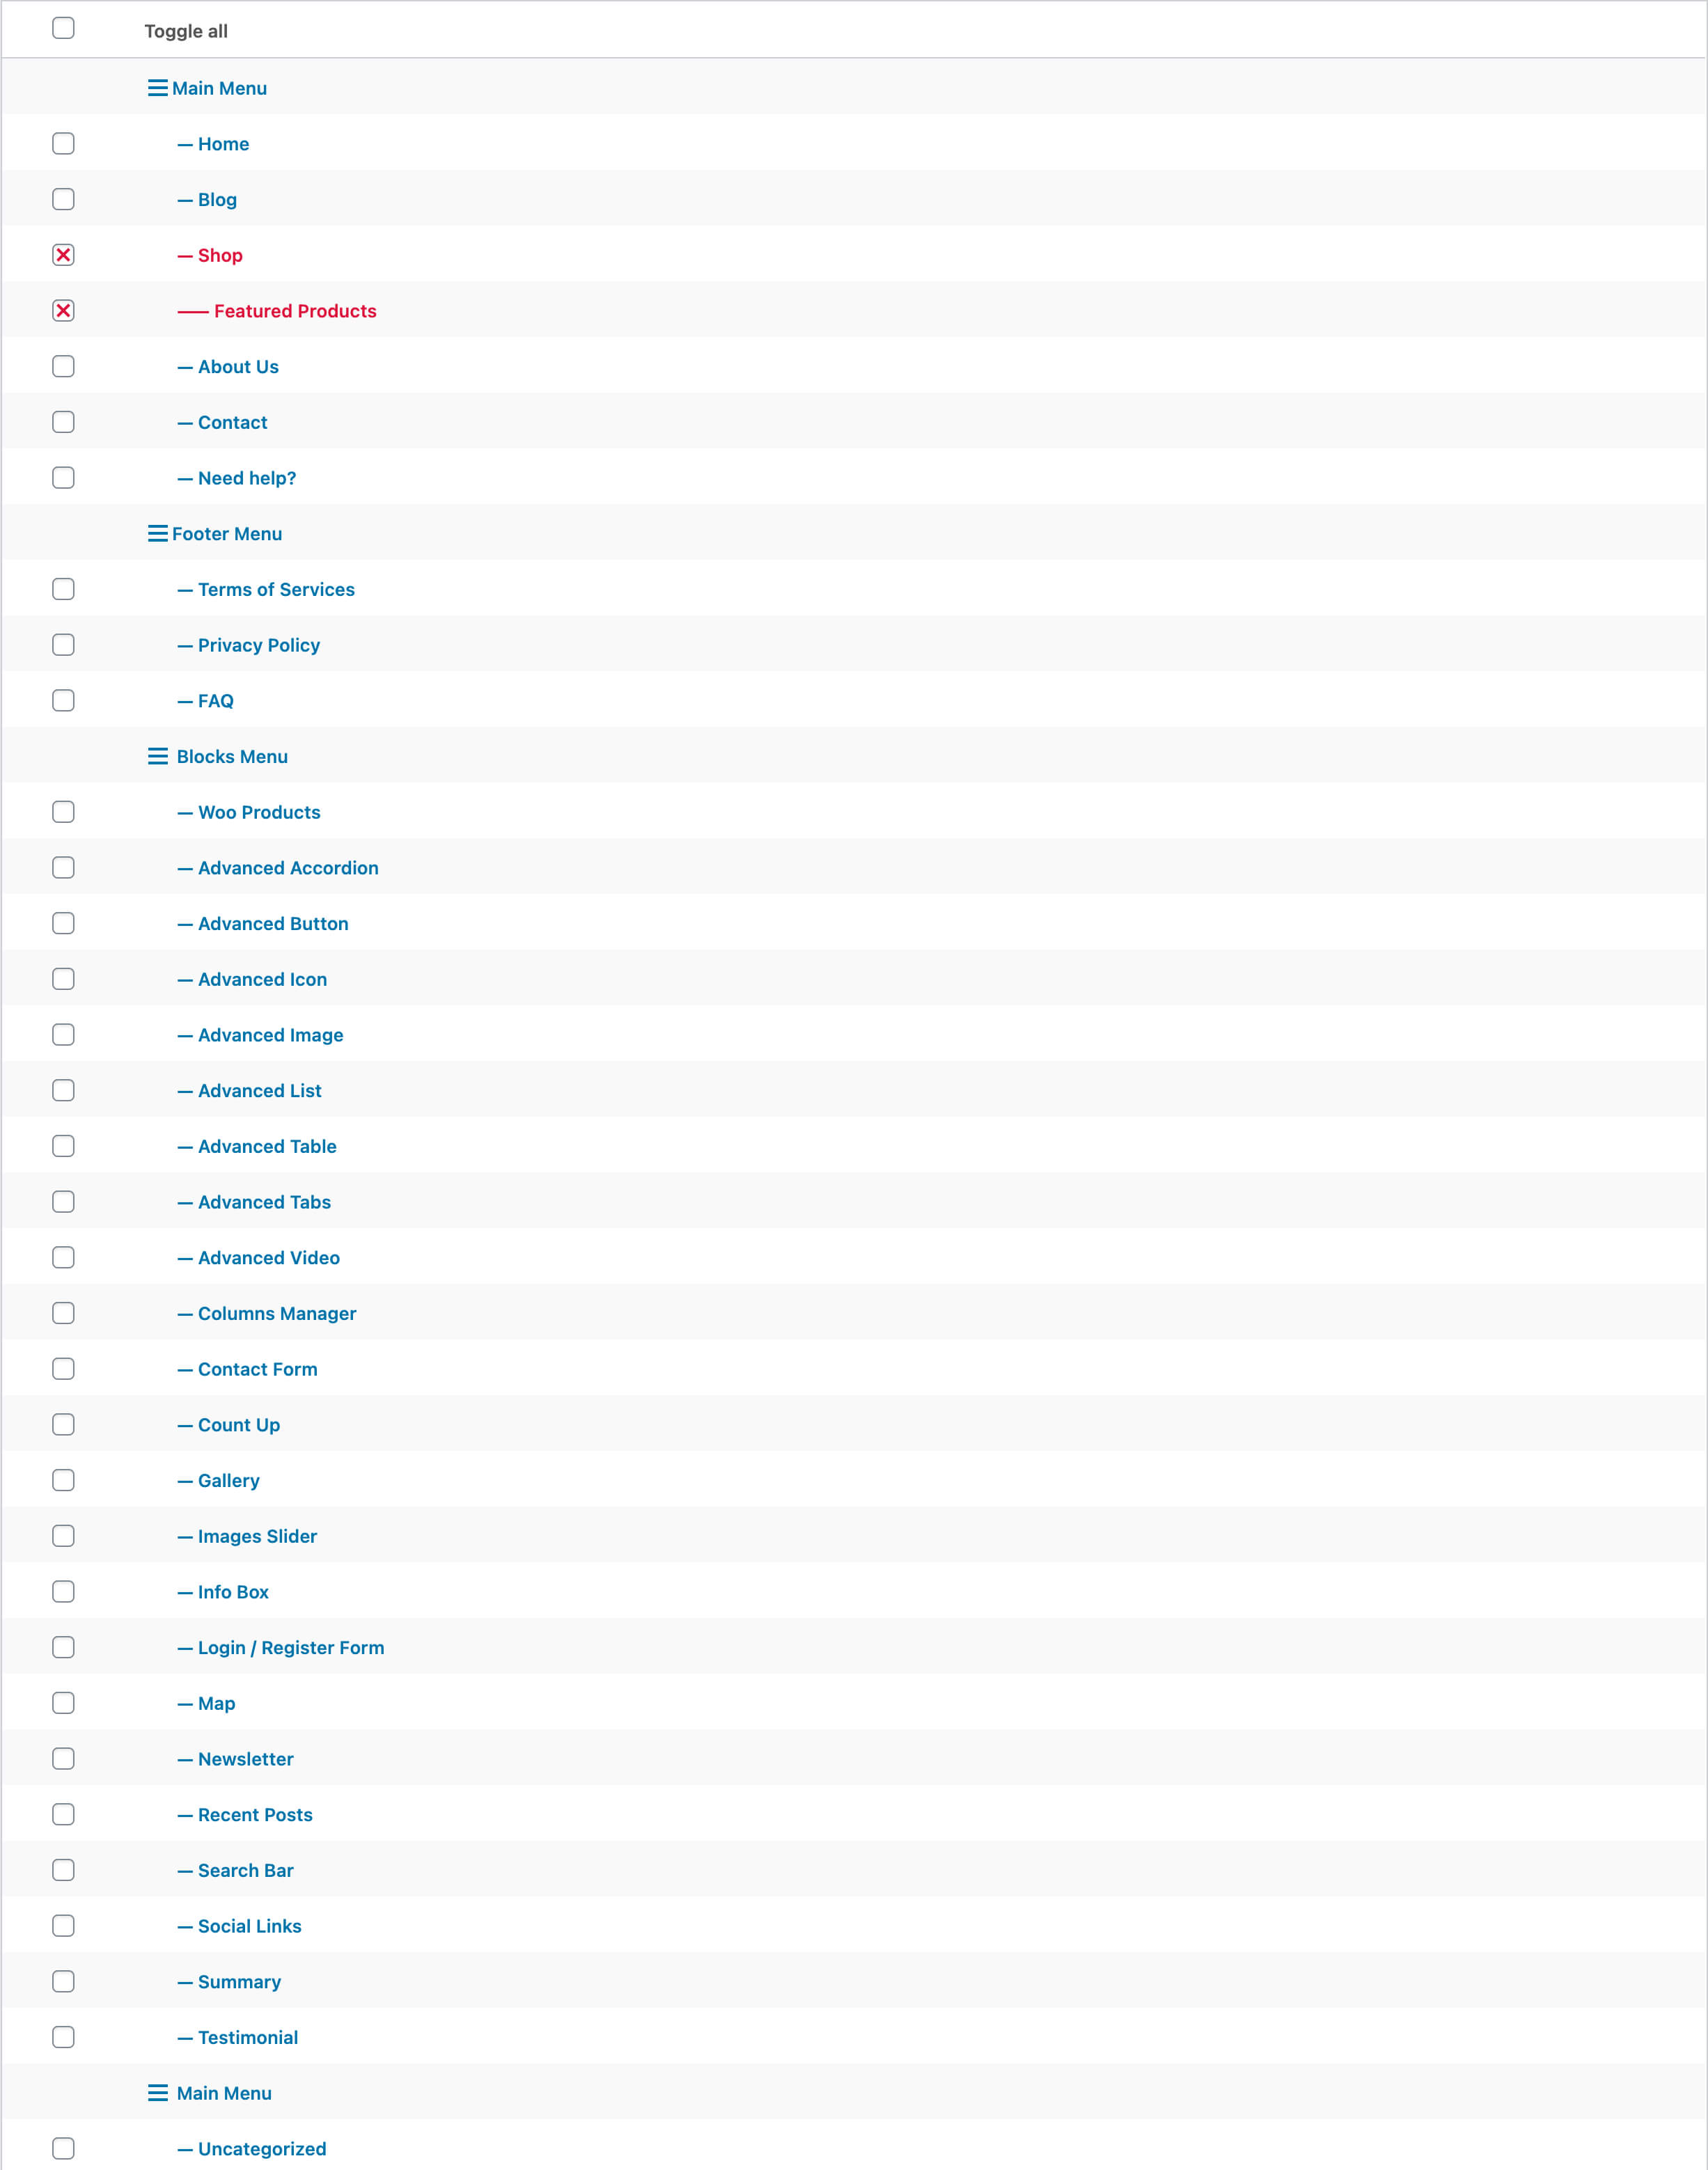 Toggle all
Main Menu
— Home
— Blog
— Shop
—— Featured Products
— About Us
— Contact
— Need help?
Footer Menu
— Terms of Services
— Privacy Policy
— FAQ
Blocks Menu
— Woo Products
— Advanced Accordion
— Advanced Button
— Advanced Icon
— Advanced Image
— Advanced List
— Advanced Table
— Advanced Tabs
— Advanced Video
— Columns Manager
— Contact Form
— Count Up
— Gallery
— Images Slider
— Info Box
— Login / Register Form
— Map
— Newsletter
— Recent Posts
— Search Bar
— Social Links
— Summary
— Testimonial
Main Menu
— Uncategorized